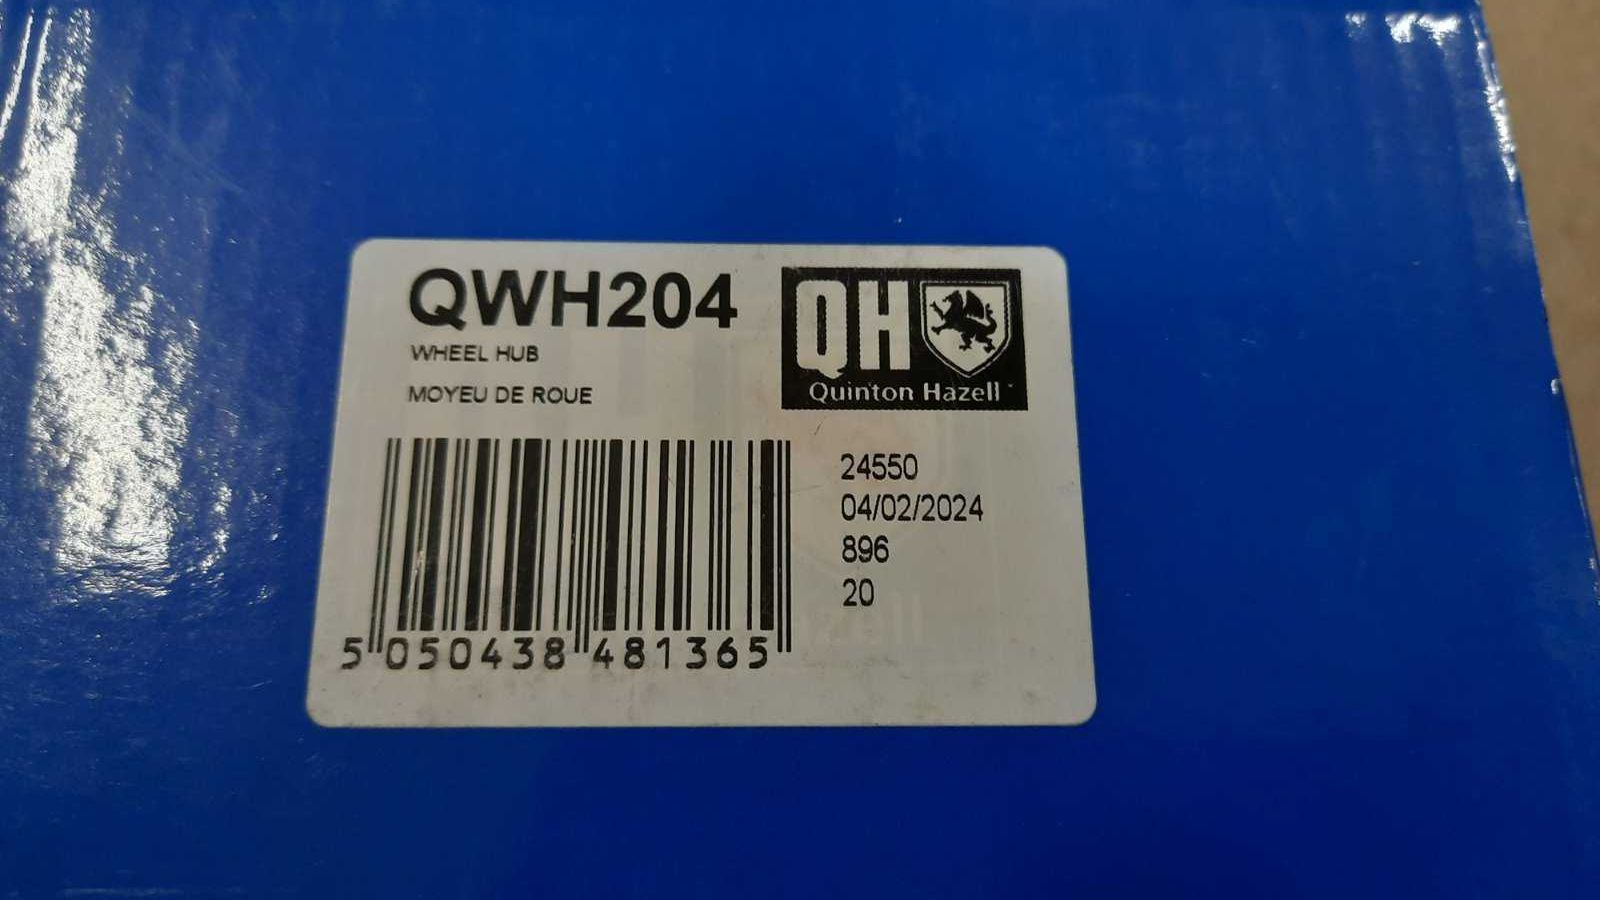 QWH204
WHEEL HUB
MOYEU DE ROUE
QH
Quinton Hazell
24550
04/02/2024
896
20
5 050438 481365